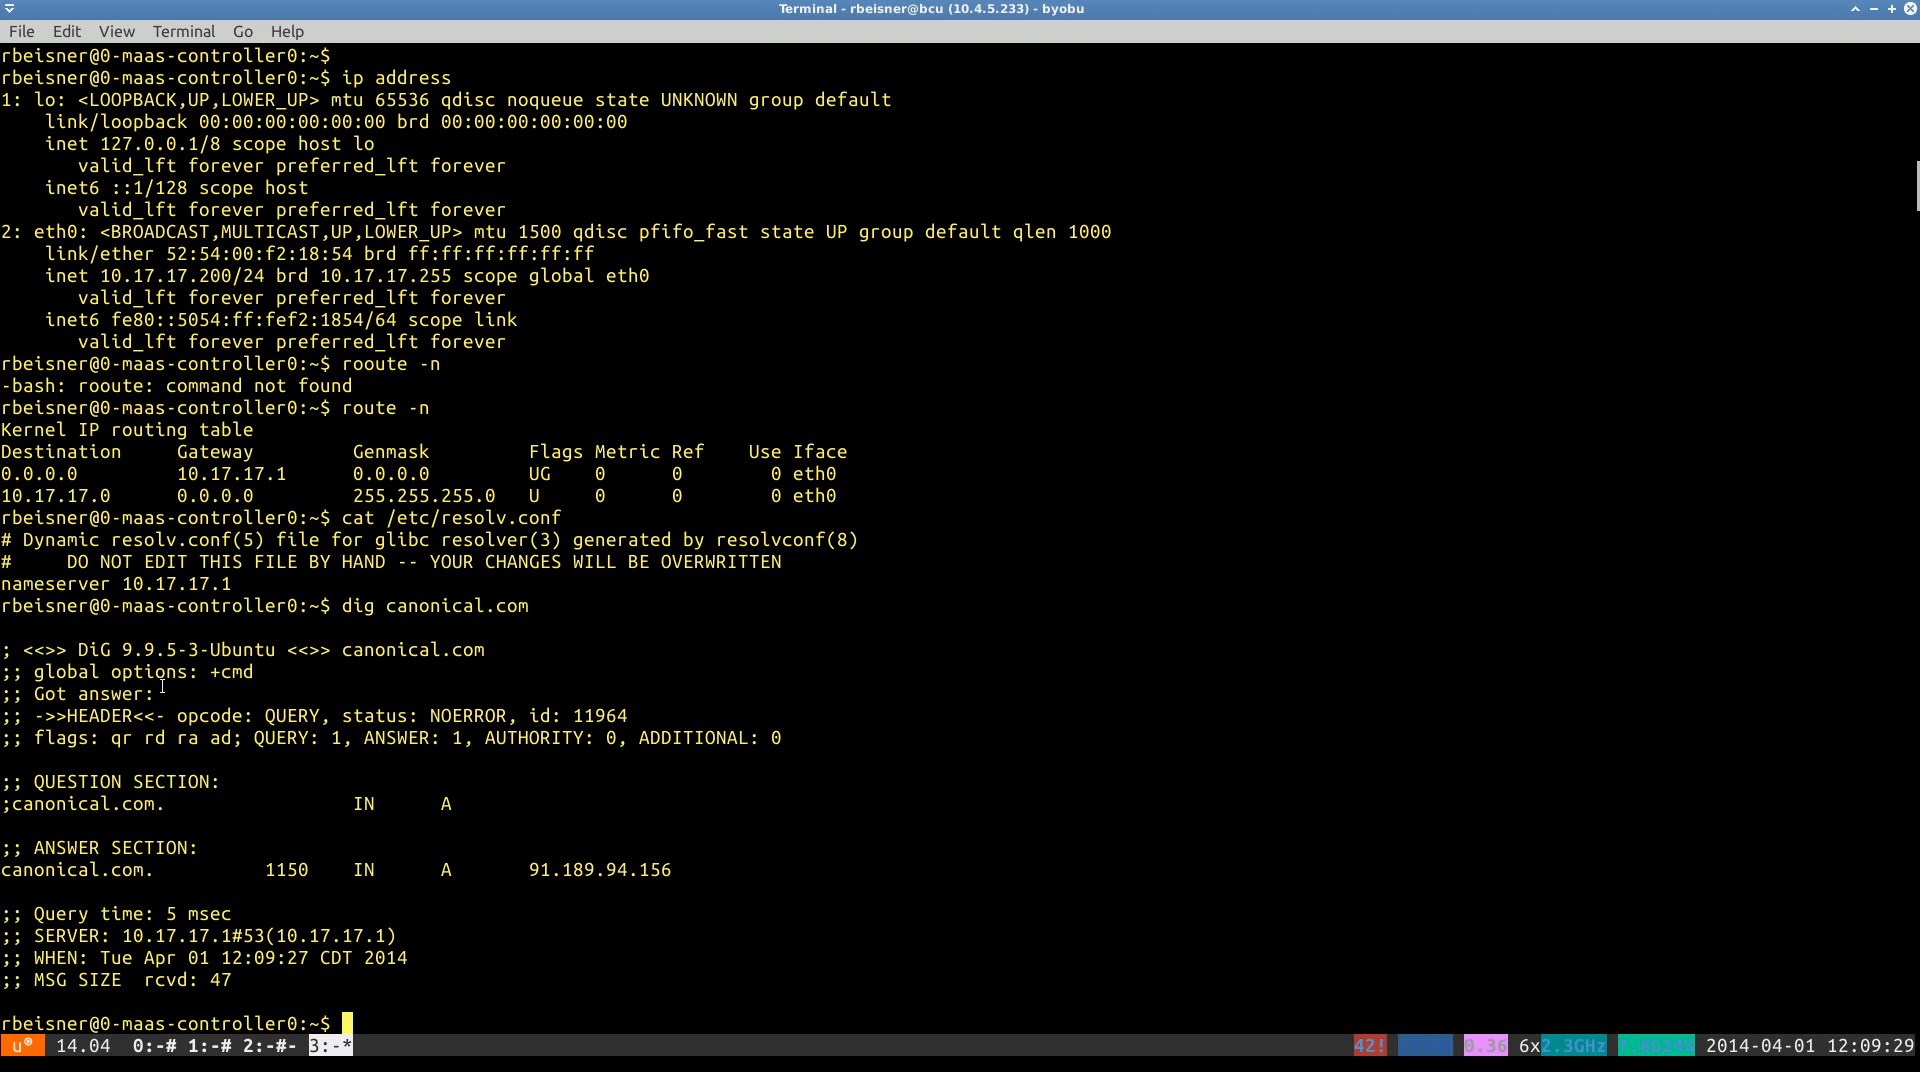 Terminal - rbeisner@bcu (10.4.5.233) - byobu
File Edit View Terminal Go Help
rbeisner@0-maas-controller0:~$
rbeisner@0-maas-controller0:~$ ip address
1: lo: <LOOPBACK,UP,LOWER_UP> mtu 65536 qdisc noqueue state UNKNOWN group default
    link/loopback 00:00:00:00:00:00 brd 00:00:00:00:00:00
    inet 127.0.0.1/8 scope host lo
       valid_lft forever preferred_lft forever
    inet6 ::1/128 scope host
       valid_lft forever preferred_lft forever
2: eth0: <BROADCAST,MULTICAST,UP,LOWER_UP> mtu 1500 qdisc pfifo_fast state UP group default qlen 1000
    link/ether 52:54:00:f2:18:54 brd ff:ff:ff:ff:ff:ff
    inet 10.17.17.200/24 brd 10.17.17.255 scope global eth0
       valid_lft forever preferred_lft forever
    inet6 fe80::5054:ff:fef2:1854/64 scope link
       valid_lft forever preferred_lft forever
rbeisner@0-maas-controller0:~$ rooute -n
-bash: rooute: command not found
rbeisner@0-maas-controller0:~$ route -n
Kernel IP routing table
Destination     Gateway         Genmask         Flags Metric Ref    Use Iface
0.0.0.0         10.17.17.1      0.0.0.0         UG    0      0        0 eth0
10.17.17.0      0.0.0.0         255.255.255.0   U     0      0        0 eth0
rbeisner@0-maas-controller0:~$ cat /etc/resolv.conf
# Dynamic resolv.conf(5) file for glibc resolver(3) generated by resolvconf(8)
#     DO NOT EDIT THIS FILE BY HAND -- YOUR CHANGES WILL BE OVERWRITTEN
nameserver 10.17.17.1
rbeisner@0-maas-controller0:~$ dig canonical.com
; <<>> DiG 9.9.5-3-Ubuntu <<>> canonical.com
;; global options: +cmd
;; Got answer:
;; ->>HEADER<<- opcode: QUERY, status: NOERROR, id: 11964
;; flags: qr rd ra ad; QUERY: 1, ANSWER: 1, AUTHORITY: 0, ADDITIONAL: 0
;; QUESTION SECTION:
;canonical.com.                 IN      A
;; ANSWER SECTION:
canonical.com.          1150    IN      A       91.189.94.156
;; Query time: 5 msec
;; SERVER: 10.17.17.1#53(10.17.17.1)
;; WHEN: Tue Apr 01 12:09:27 CDT 2014
;; MSG SIZE  rcvd: 47
rbeisner@0-maas-controller0:~$
u 14.04 0:-# 1:-# 2:-#- 3:-* 42! 0.36 6x2.3GHz 2014-04-01 12:09:29